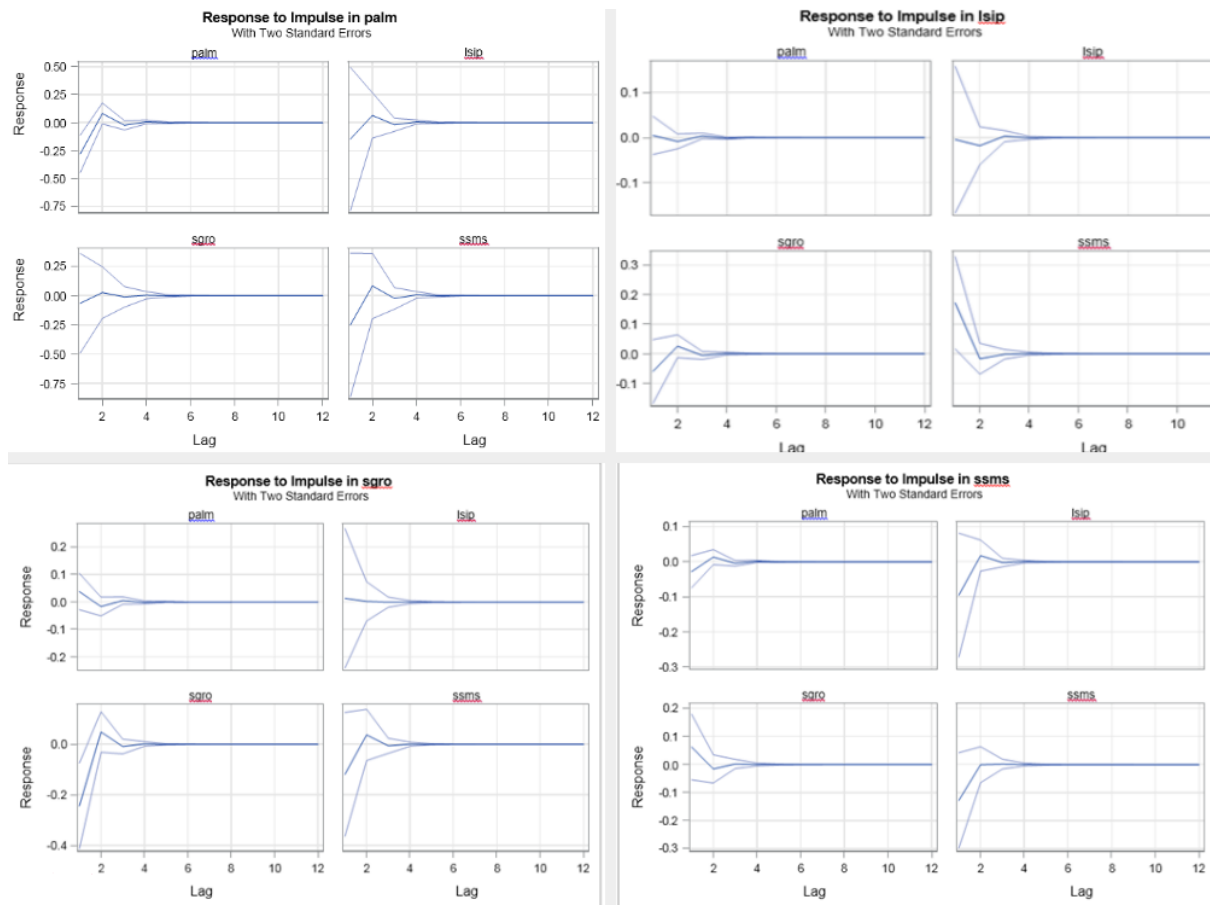 Response to Impulse in palm
With Two Standard Errors
palm lsip
0.50
0.25
0.00
-0.25
-0.50
-0.75
Response
sgro ssms
0.25
0.00
-0.25
-0.50
-0.75
Response
2 4 6 8 10 12 2 4 6 8 10 12
Lag Lag
Response to Impulse in lsip
With Two Standard Errors
palm lsip
0.1
0.0
-0.1
sgro ssms
0.3
0.2
0.1
0.0
-0.1
2 4 6 8 10 12 2 4 6 8 10
Lag Lag
Response to Impulse in sgro
With Two Standard Errors
palm lsip
0.2
0.1
0.0
-0.1
-0.2
Response
sgro ssms
0.0
-0.2
-0.4
Response
2 4 6 8 10 12 2 4 6 8 10 12
Lag Lag
Response to Impulse in ssms
With Two Standard Errors
palm lsip
0.1
0.0
-0.1
-0.2
-0.3
Response
sgro ssms
0.2
0.1
0.0
-0.1
-0.2
-0.3
Response
2 4 6 8 10 12 2 4 6 8 10 12
Lag Lag